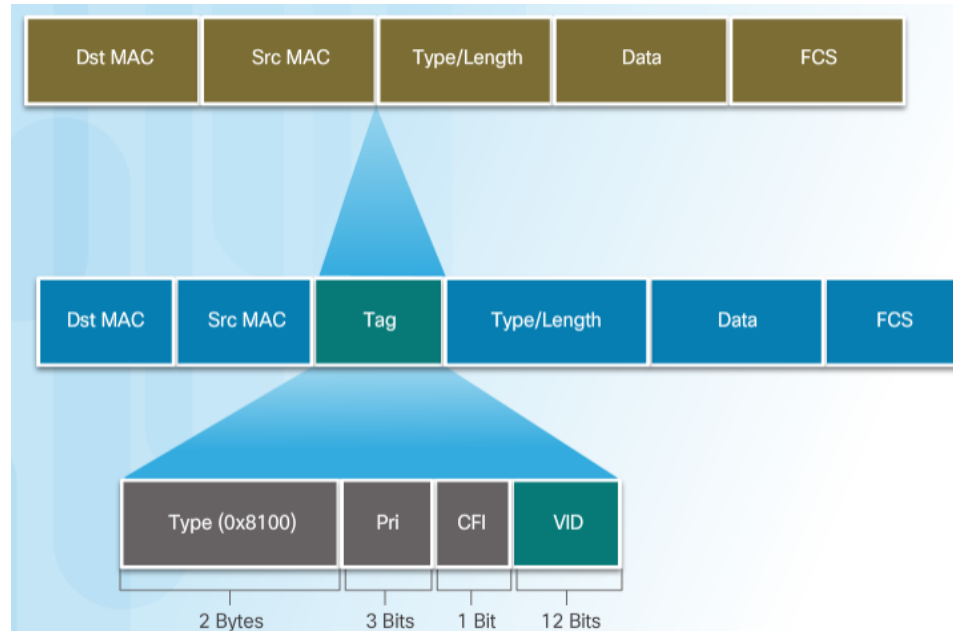 Dst MAC Src MAC Type/Length Data FCS
Dst MAC Src MAC Tag Type/Length Data FCS
Type (0x8100) Pri CFI VID
2 Bytes 3 Bits 1 Bit 12 Bits